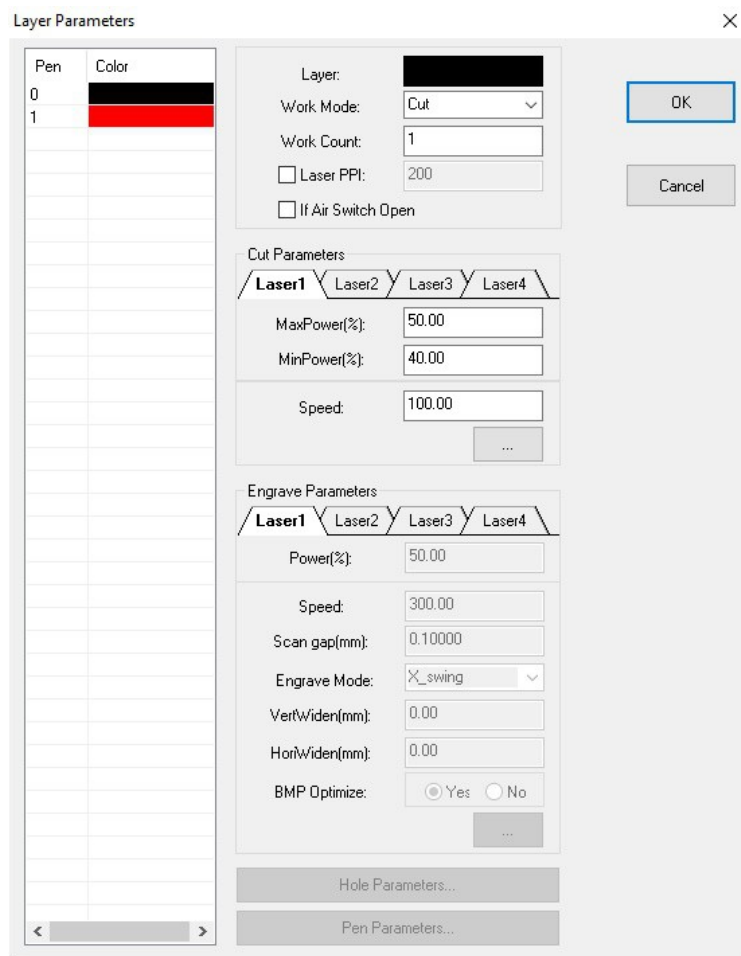 Layer Parameters
Pen Color
0
1
Layer:
Work Mode: Cut
Work Count: 1
Laser PPI: 200
If Air Switch Open
OK
Cancel
Cut Parameters
Laser1 Laser2 Laser3 Laser4
MaxPower(%): 50.00
MinPower(%): 40.00
Speed: 100.00
...
Engrave Parameters
Laser1 Laser2 Laser3 Laser4
Power(%): 50.00
Speed: 300.00
Scan gap(mm): 0.10000
Engrave Mode: X_swing
VertWiden(mm): 0.00
HoriWiden(mm): 0.00
BMP Optimize: Yes No
...
Hole Parameters...
Pen Parameters...